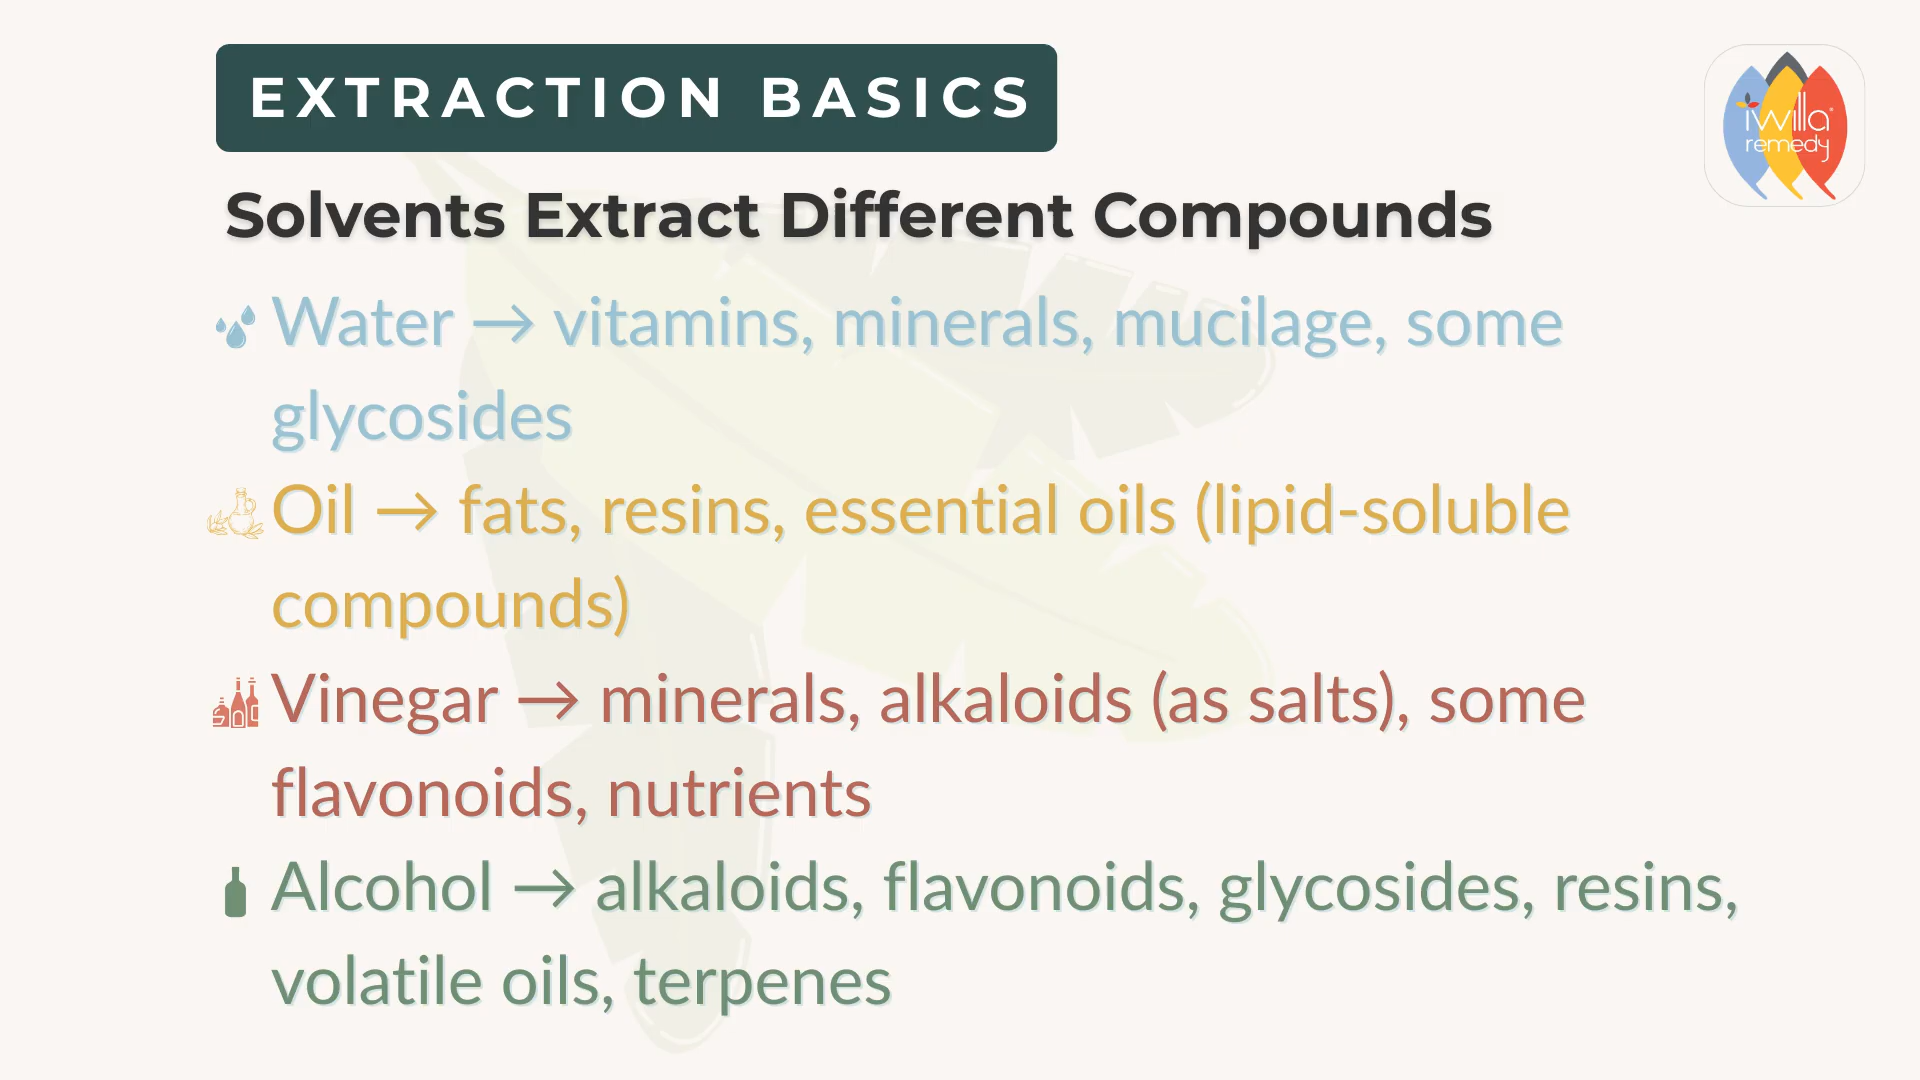 EXTRACTION BASICS
iwilla
remedy
Solvents Extract Different Compounds
Water → vitamins, minerals, mucilage, some
glycosides
Oil → fats, resins, essential oils (lipid-soluble
compounds)
Vinegar → minerals, alkaloids (as salts), some
flavonoids, nutrients
Alcohol → alkaloids, flavonoids, glycosides, resins,
volatile oils, terpenes